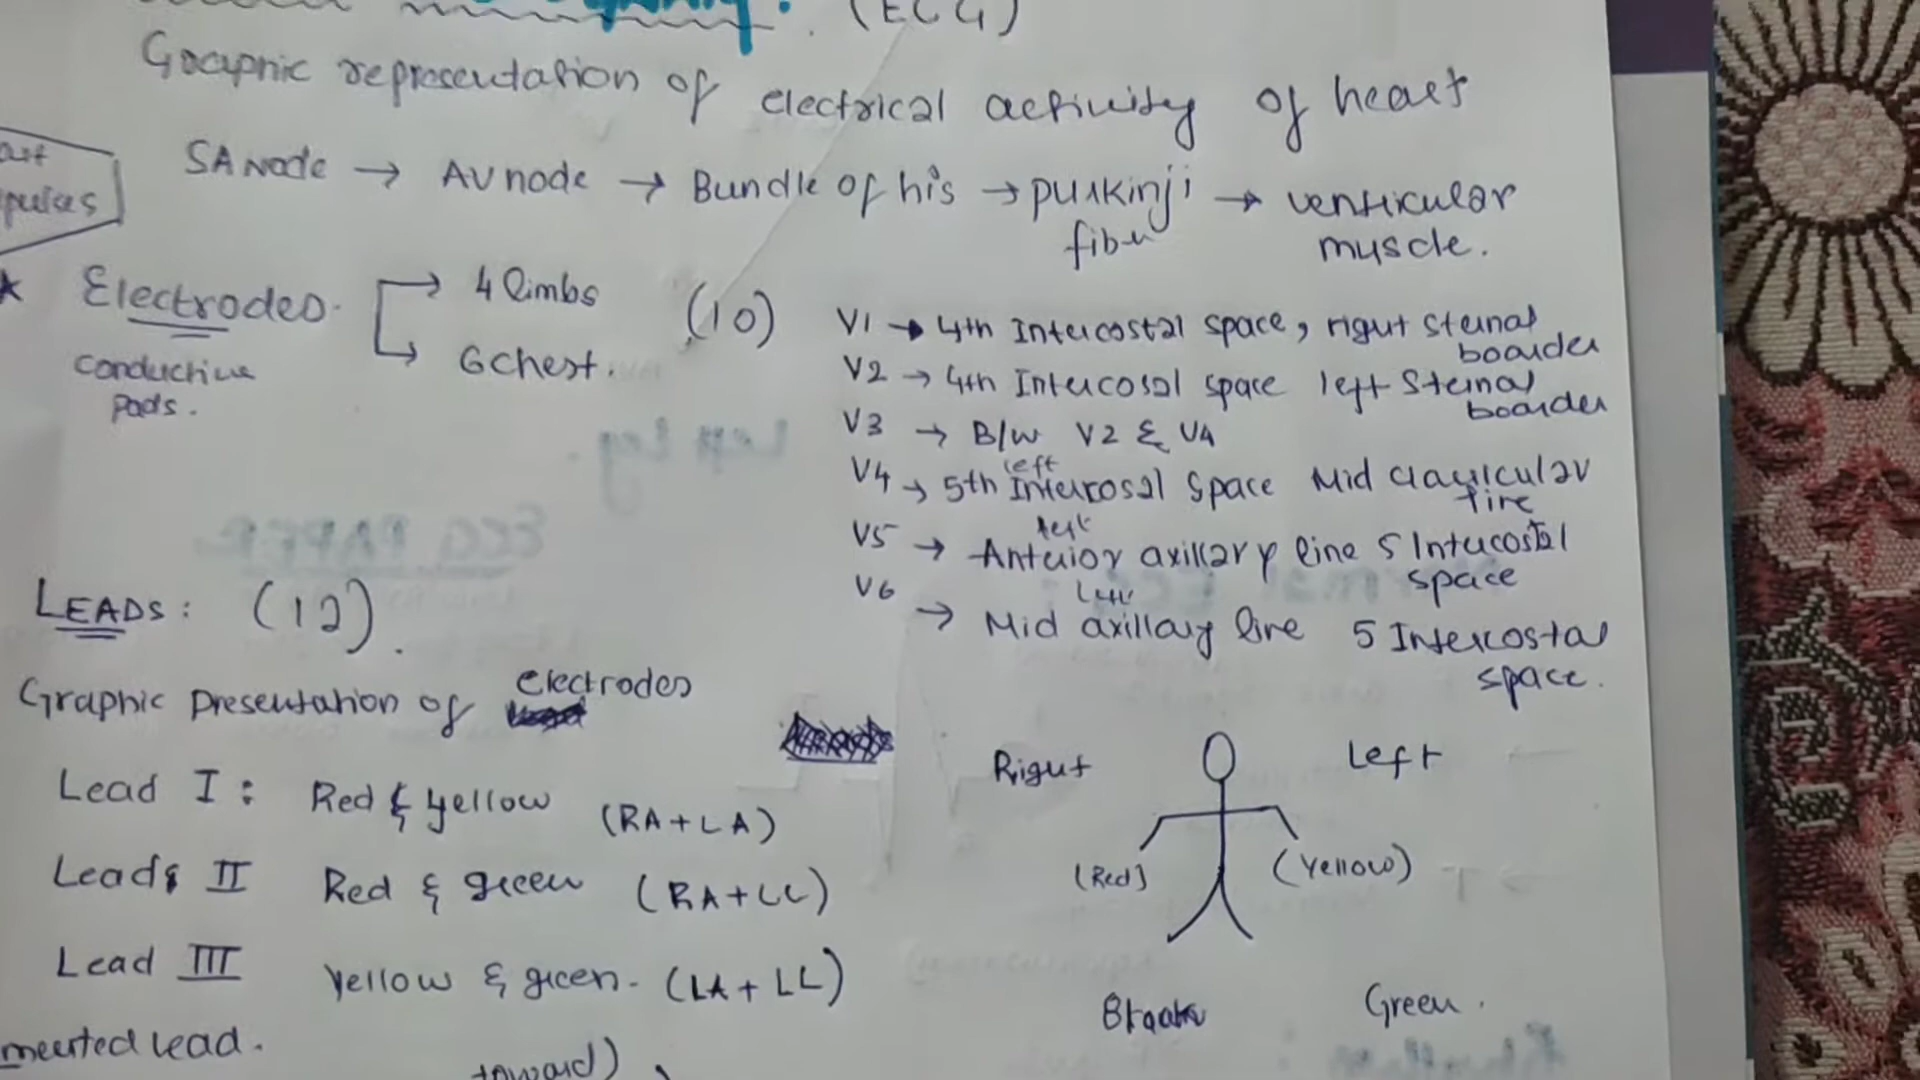 (ECG)
Graphic representation of electrical activity of heart
SA Node → AV node → Bundle of his → purkinji fiber → ventricular muscle.
* Electrodes. → 4 limbs (10)
→ 6 chest.
conductive pads.
V1 → 4th Intercostal space, right sternal boarder
V2 → 4th Intercosal space left sternal boarder
V3 → B/w V2 & V4
V4 → 5th left Intercosal space Mid clavicular line
V5 → left Anterior axillary line 5 Intercostal space
V6 → Mid left axillary line 5 Intercostal space.
LEADS: (12).
Graphic presentation of electrodes
Lead I: Red & yellow (RA+LA)
Lead II Red & green (RA+LL)
Lead III yellow & green. (LA+LL)
Right Left
(Red) (Yellow)
Black Green.
mented lead.
toward)